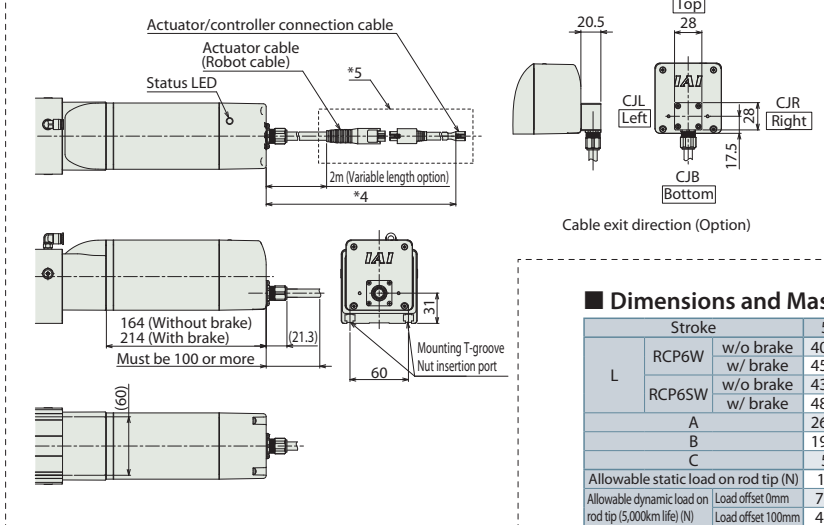 Actuator/controller connection cable
Actuator cable
(Robot cable)
*5
Status LED
2m (Variable length option)
*4
Top
20.5
28
IAI
CJL
Left
CJR
Right
28
17.5
CJB
Bottom
Cable exit direction (Option)
IAI
164 (Without brake)
214 (With brake)
(21.3)
Must be 100 or more
31
60
Mounting T-groove
Nut insertion port
(60)
■ Dimensions and
Stroke
L
RCP6W
w/o brake
w/ brake
RCP6SW
w/o brake
w/ brake
A
B
C
Allowable static load on rod tip (N)
Allowable dynamic load on
rod tip (5,000km life) (N)
Load offset 0mm
Load offset 100mm